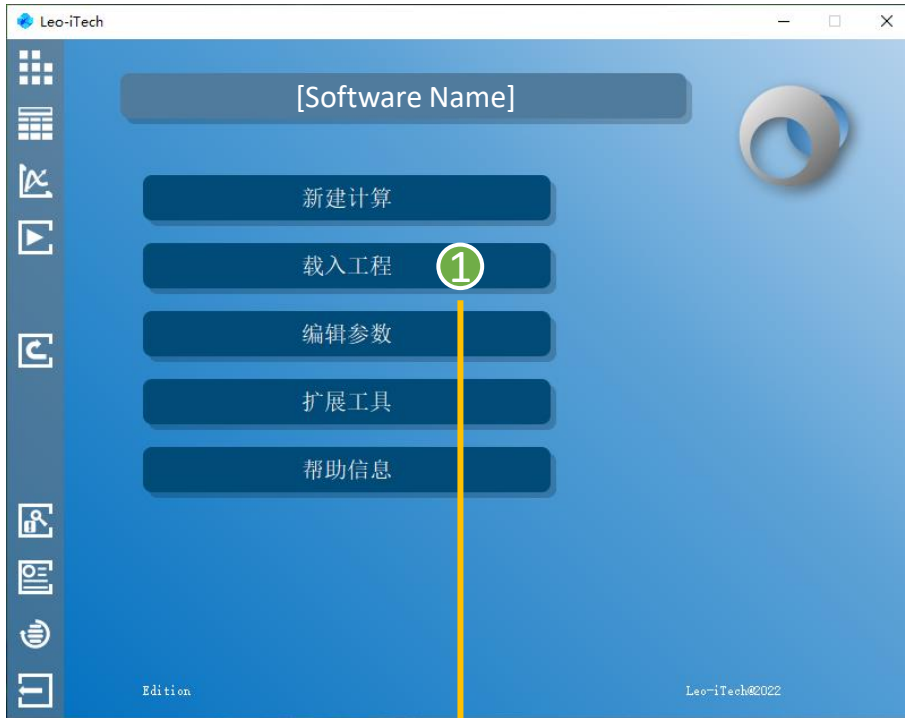 Leo-iTech
[Software Name]
新建计算
载入工程
1
编辑参数
扩展工具
帮助信息
Edition
Leo-iTech@2022